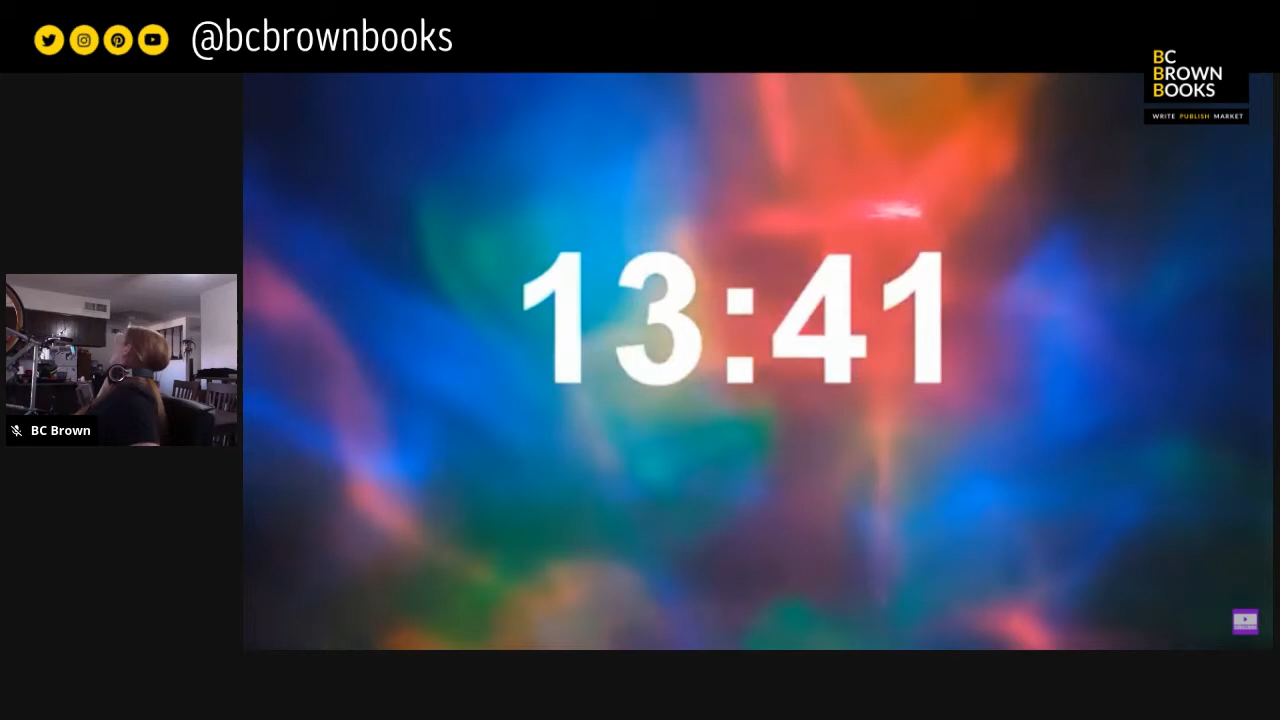 @bcbrownbooks
BC
BROWN
BOOKS
WRITE PUBLISH MARKET
13:41
BC Brown